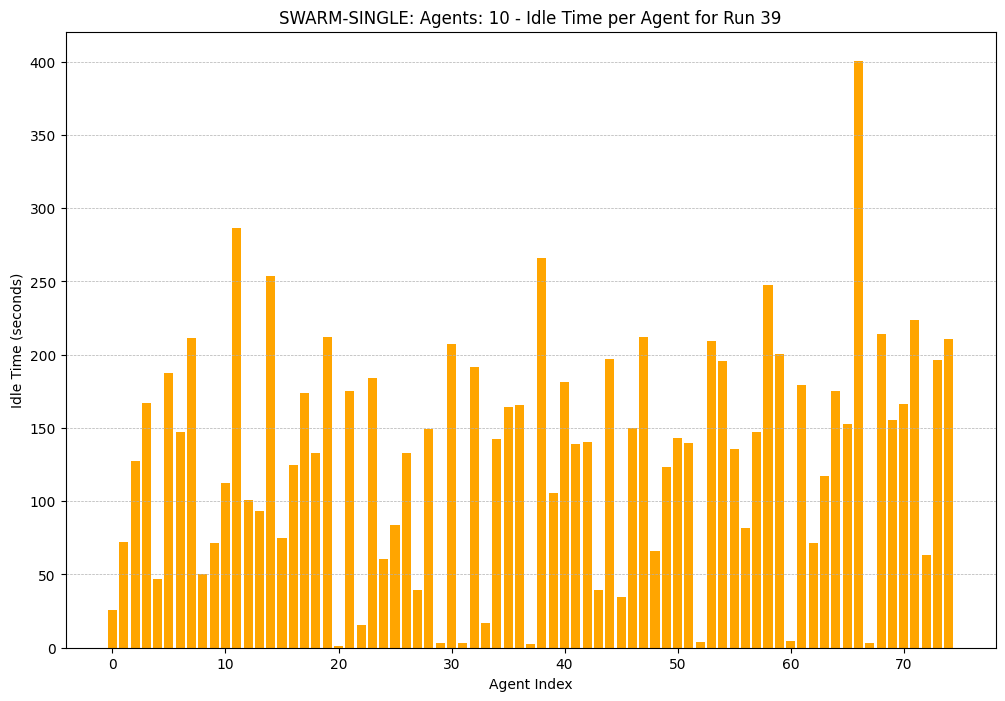 SWARM-SINGLE: Agents: 10 - Idle Time per Agent for Run 39
Idle Time (seconds)
400
350
300
250
200
150
100
50
0
0 10 20 30 40 50 60 70
Agent Index